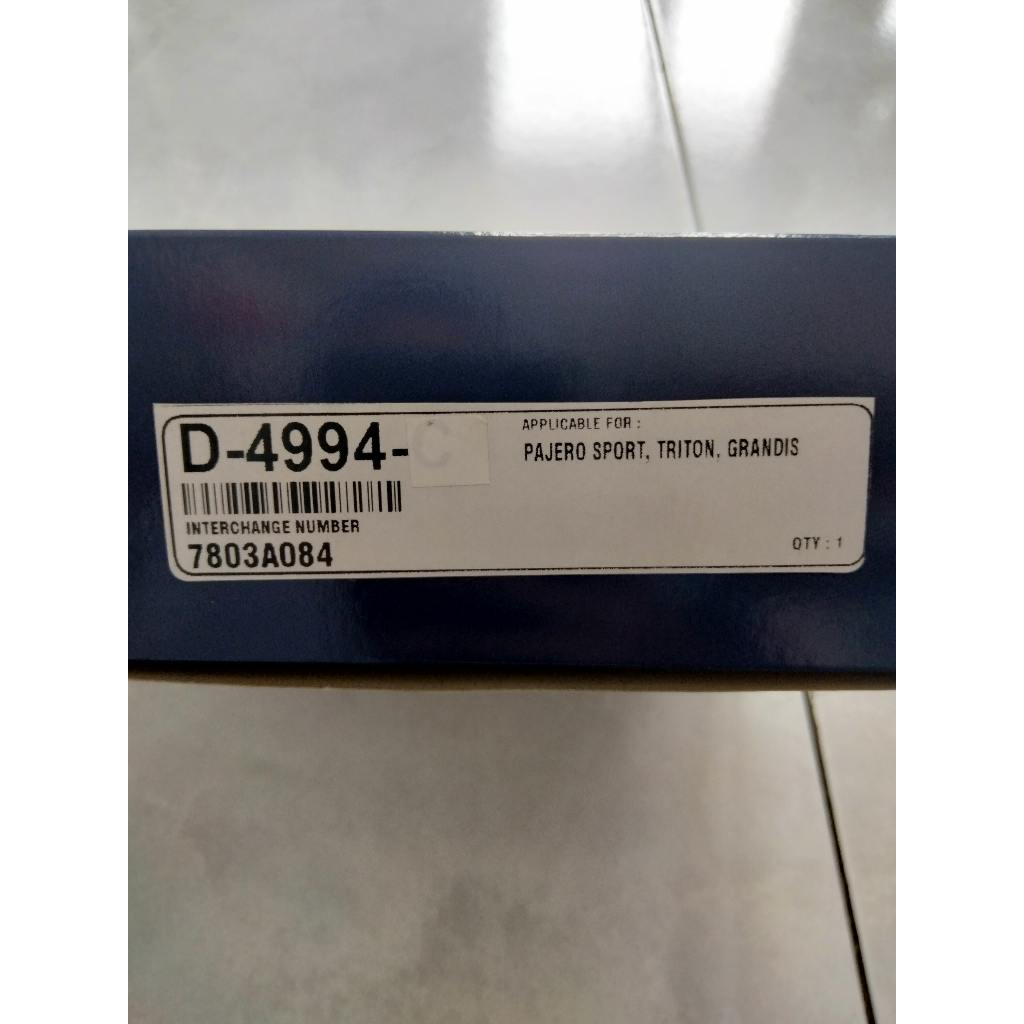 D-4994-C
APPLICABLE FOR :
PAJERO SPORT, TRITON, GRANDIS
INTERCHANGE NUMBER
7803A084
QTY : 1